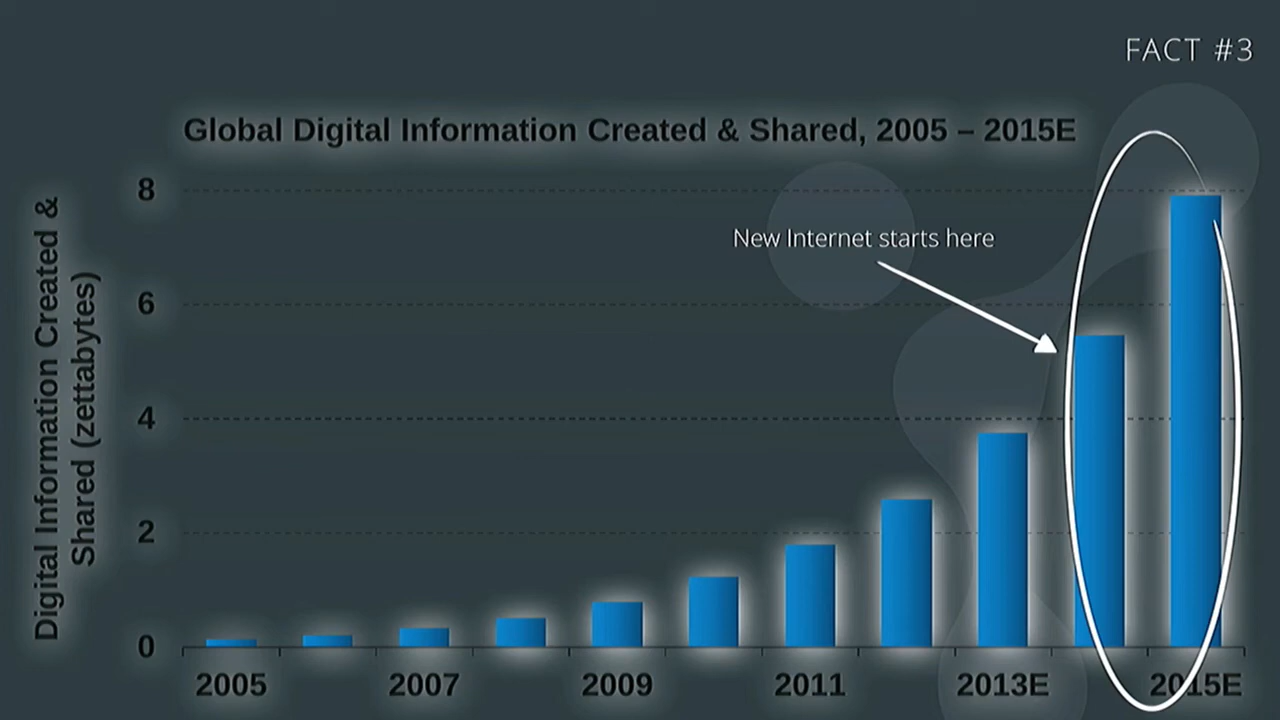 FACT #3
Global Digital Information Created & Shared, 2005 – 2015E
Digital Information Created &
Shared (zettabytes)
8
New Internet starts here
6
4
2
0
2005 2007 2009 2011 2013E 2015E